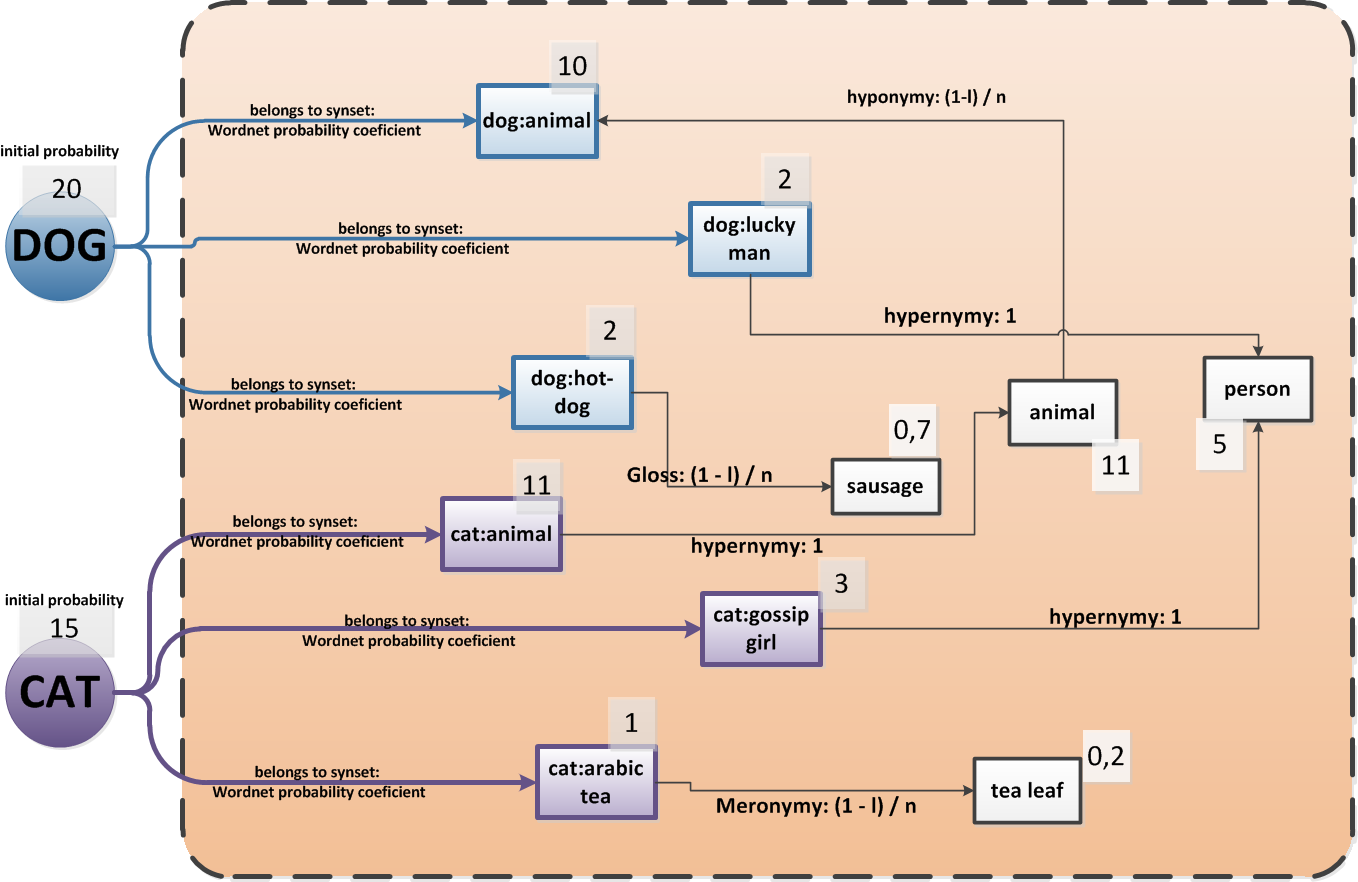 10
hyponymy: (1-l) / n
belongs to synset:
Wordnet probability coeficient
dog:animal
initial probability
20
DOG
2
belongs to synset:
Wordnet probability coeficient
dog:lucky
man
hypernymy: 1
2
belongs to synset:
Wordnet probability coeficient
dog:hot-
dog
person
5
animal
11
0,7
Gloss: (1 - l) / n
sausage
11
belongs to synset:
Wordnet probability coeficient
cat:animal
hypernymy: 1
initial probability
15
CAT
3
belongs to synset:
Wordnet probability coeficient
cat:gossip
girl
hypernymy: 1
1
belongs to synset:
Wordnet probability coeficient
cat:arabic
tea
Meronymy: (1 - l) / n
0,2
tea leaf